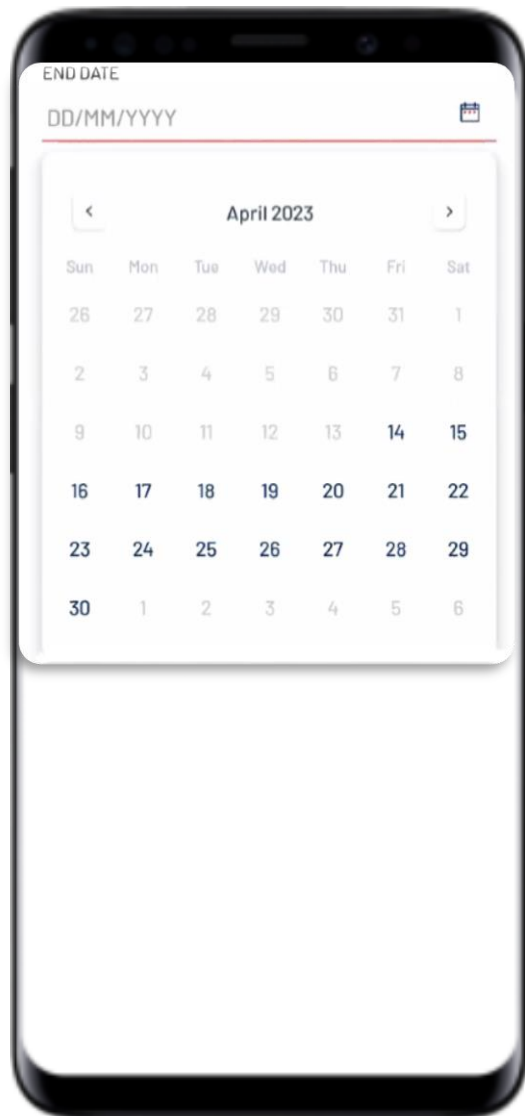 END DATE
DD/MM/YYYY
< April 2023 >
Sun Mon Tue Wed Thu Fri Sat
26 27 28 29 30 31 1
2 3 4 5 6 7 8
9 10 11 12 13 14 15
16 17 18 19 20 21 22
23 24 25 26 27 28 29
30 1 2 3 4 5 6